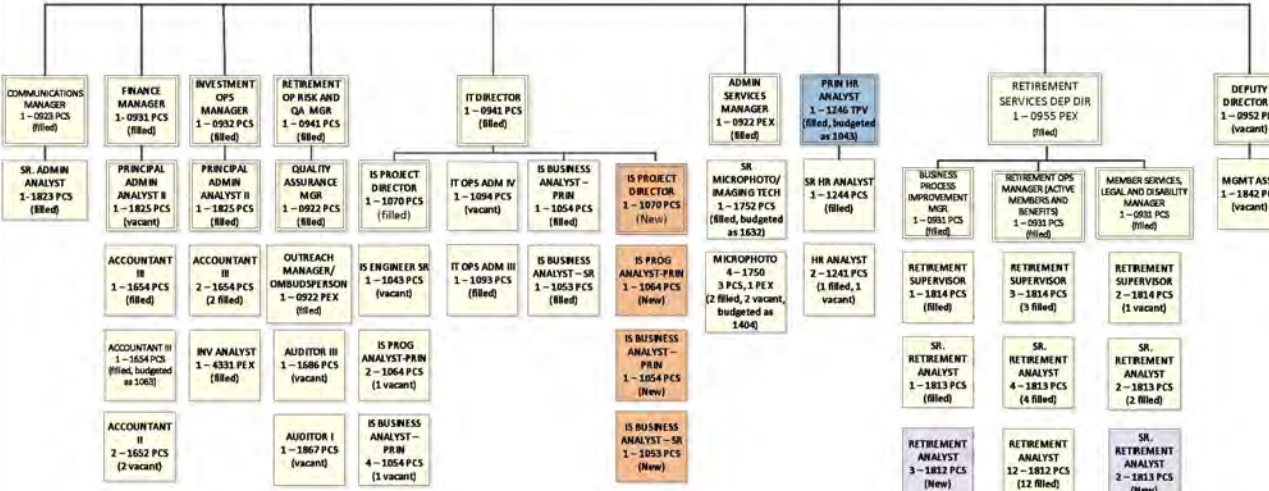 COMMUNICATIONS
MANAGER
1 – 0923 PCS
(filled)
FINANCE
MANAGER
1- 0931 PCS
(filled)
INVESTMENT
OPS
MANAGER
1 – 0932 PCS
(filled)
RETIREMENT
OP RISK AND
QA MGR
1 – 0941 PCS
(filled)
IT DIRECTOR
1 – 0941 PCS
(filled)
ADMIN
SERVICES
MANAGER
1 – 0922 PEX
(filled)
PRIN HR
ANALYST
1 – 1246 TPV
(filled, budgeted
as 1043)
RETIREMENT
SERVICES DEP DIR
1 – 0955 PEX
(filled)
DEPUTY
DIRECTOR
1 – 0952
(vacant)
SR. ADMIN
ANALYST
1-1823 PCS
(filled)
PRINCIPAL
ADMIN
ANALYST II
1 – 1825 PCS
(vacant)
PRINCIPAL
ADMIN
ANALYST II
1 – 1825 PCS
(filled)
QUALITY
ASSURANCE
MGR
1 – 0922 PCS
(filled)
IS PROJECT
DIRECTOR
1 – 1070 PCS
(filled)
IT OPS ADM IV
1 – 1094 PCS
(vacant)
IS BUSINESS
ANALYST –
PRIN
1 – 1054 PCS
(filled)
IS PROJECT
DIRECTOR
1 – 1070 PCS
(New)
SR
MICROPHOTO/
IMAGING TECH
1 – 1752 PCS
(filled, budgeted
as 1632)
SR HR ANALYST
1 – 1244 PCS
(filled)
BUSINESS
PROCESS
IMPROVEMENT
MGR
1 – 0931 PCS
(filled)
RETIREMENT OPS
MANAGER (ACTIVE
MEMBERS AND
BENEFITS)
1 – 0931 PCS
(filled)
MEMBER SERVICES,
LEGAL AND DISABILITY
MANAGER
1 – 0931 PCS
(filled)
MGMT
1 – 1842
(vacant)
ACCOUNTANT
III
1 – 1654 PCS
(filled)
ACCOUNTANT
III
2 – 1654 PCS
(2 filled)
OUTREACH
MANAGER/
OMBUDSPERSON
1 – 0922 PEX
(filled)
IS ENGINEER SR
1 – 1043 PCS
(vacant)
IT OPS ADM III
1 – 1093 PCS
(filled)
IS BUSINESS
ANALYST – SR
1 – 1053 PCS
(filled)
IS PROG
ANALYST-PRIN
1 – 1064 PCS
(New)
MICROPHOTO
4 – 1750
3 PCS, 1 PEX
(2 filled, 2 vacant,
budgeted as
1404)
HR ANALYST
2 – 1241 PCS
(1 filled, 1
vacant)
RETIREMENT
SUPERVISOR
1 – 1814 PCS
(filled)
RETIREMENT
SUPERVISOR
3 – 1814 PCS
(3 filled)
RETIREMENT
SUPERVISOR
2 – 1814 PCS
(1 vacant)
ACCOUNTANT III
1 – 1654 PCS
(filled, budgeted
as 1063)
INV ANALYST
1 – 4331 PEX
(filled)
AUDITOR III
1 – 1686 PCS
(vacant)
IS PROG
ANALYST-PRIN
2 – 1064 PCS
(1 vacant)
IS BUSINESS
ANALYST –
PRIN
1 – 1054 PCS
(New)
SR.
RETIREMENT
ANALYST
1 – 1813 PCS
(filled)
SR.
RETIREMENT
ANALYST
4 – 1813 PCS
(4 filled)
SR.
RETIREMENT
ANALYST
2 – 1813 PCS
(2 filled)
ACCOUNTANT
II
2 – 1652 PCS
(2 vacant)
AUDITOR I
1 – 1867 PCS
(vacant)
IS BUSINESS
ANALYST –
PRIN
4 – 1054 PCS
(1 vacant)
IS BUSINESS
ANALYST – SR
1 – 1053 PCS
(New)
RETIREMENT
ANALYST
3 – 1812 PCS
(New)
RETIREMENT
ANALYST
12 – 1812 PCS
(12 filled)
SR.
RETIREMENT
ANALYST
2 – 1813 PCS
(New)